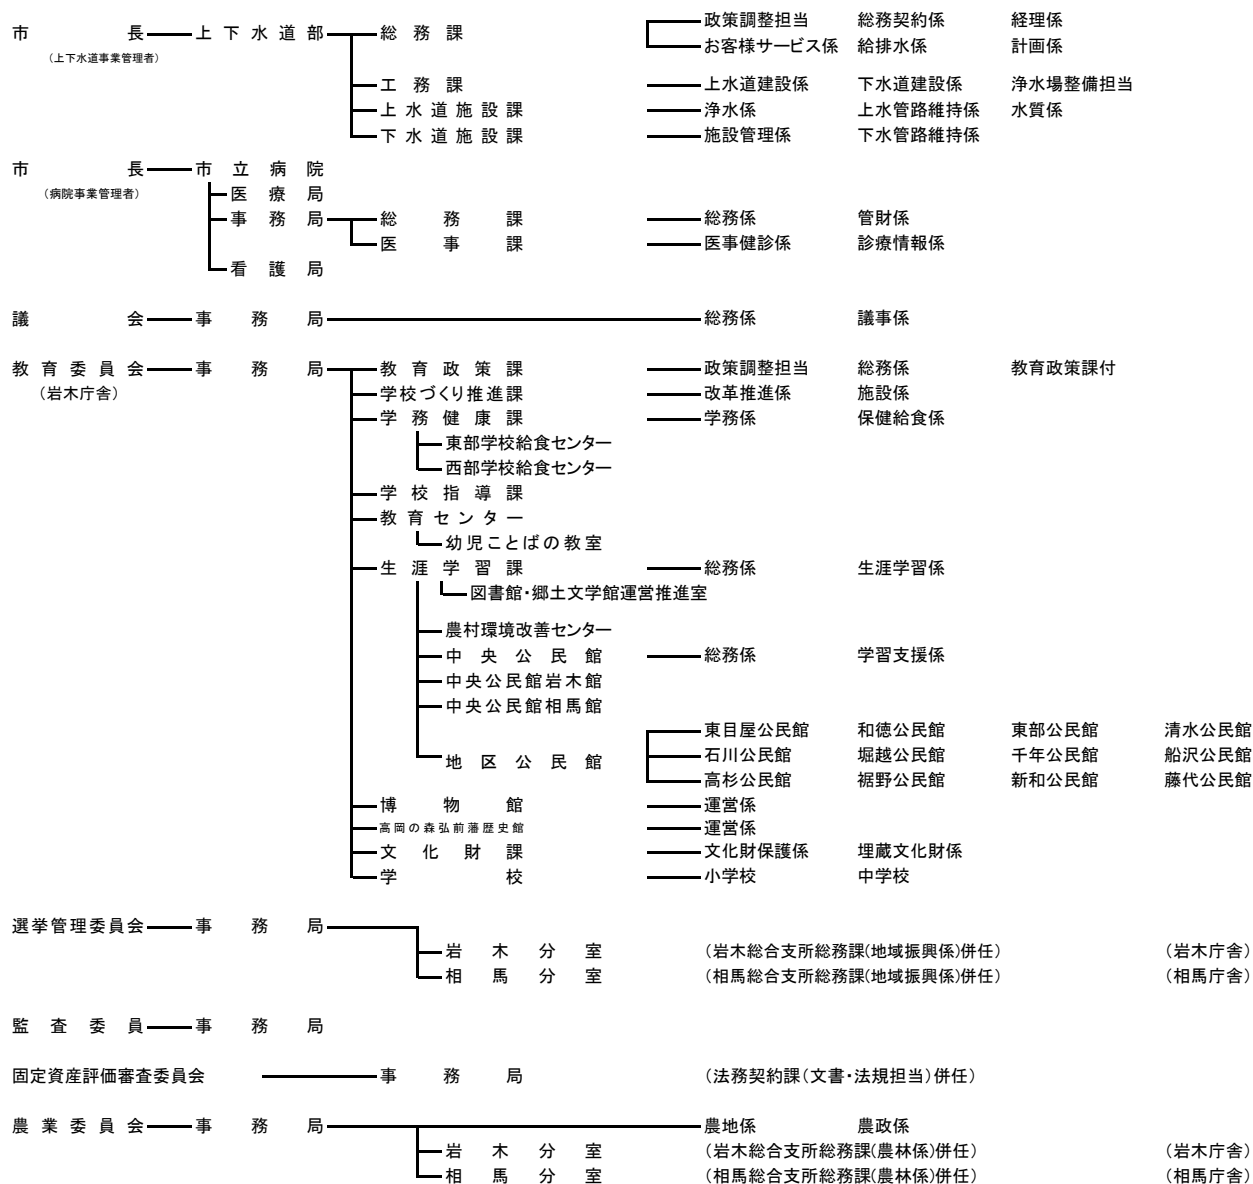 政策調整担当 総務契約係 経理係
市長 上下水道部 総務課
(上下水道事業管理者) お客様サービス係 給排水係 計画係
工務課 上水道建設係 下水道建設係 浄水場整備担当
上水道施設課 浄水係 上水管路維持係 水質係
下水道施設課 施設管理係 下水管路維持係
市長 市立病院
(病院事業管理者) 医療局
事務局 総務課 総務係 管財係
医事課 医事健診係 診療情報係
看護局
議会 事務局 総務係 議事係
教育委員会 事務局 教育政策課 政策調整担当 総務係 教育政策課付
(岩木庁舎) 学校づくり推進課 改革推進係 施設係
学務健康課 学務係 保健給食係
東部学校給食センター
西部学校給食センター
学校指導課
教育センター
幼児ことばの教室
生涯学習課 総務係 生涯学習係
図書館・郷土文学館運営推進室
農村環境改善センター
中央公民館 総務係 学習支援係
中央公民館岩木館
中央公民館相馬館
東目屋公民館 和徳公民館 東部公民館 清水公民館
地区公民館 石川公民館 堀越公民館 千年公民館 船沢公民館
高杉公民館 裾野公民館 新和公民館 藤代公民館
博物館 運営係
高岡の森弘前藩歴史館 運営係
文化財課 文化財保護係 埋蔵文化財係
学校 小学校 中学校
選挙管理委員会 事務局
岩木分室 (岩木総合支所総務課(地域振興係)併任) (岩木庁舎)
相馬分室 (相馬総合支所総務課(地域振興係)併任) (相馬庁舎)
監査委員 事務局
固定資産評価審査委員会 事務局 (法務契約課(文書・法規担当)併任)
農業委員会 事務局 農地係 農政係
岩木分室 (岩木総合支所総務課(農林係)併任) (岩木庁舎)
相馬分室 (相馬総合支所総務課(農林係)併任) (相馬庁舎)